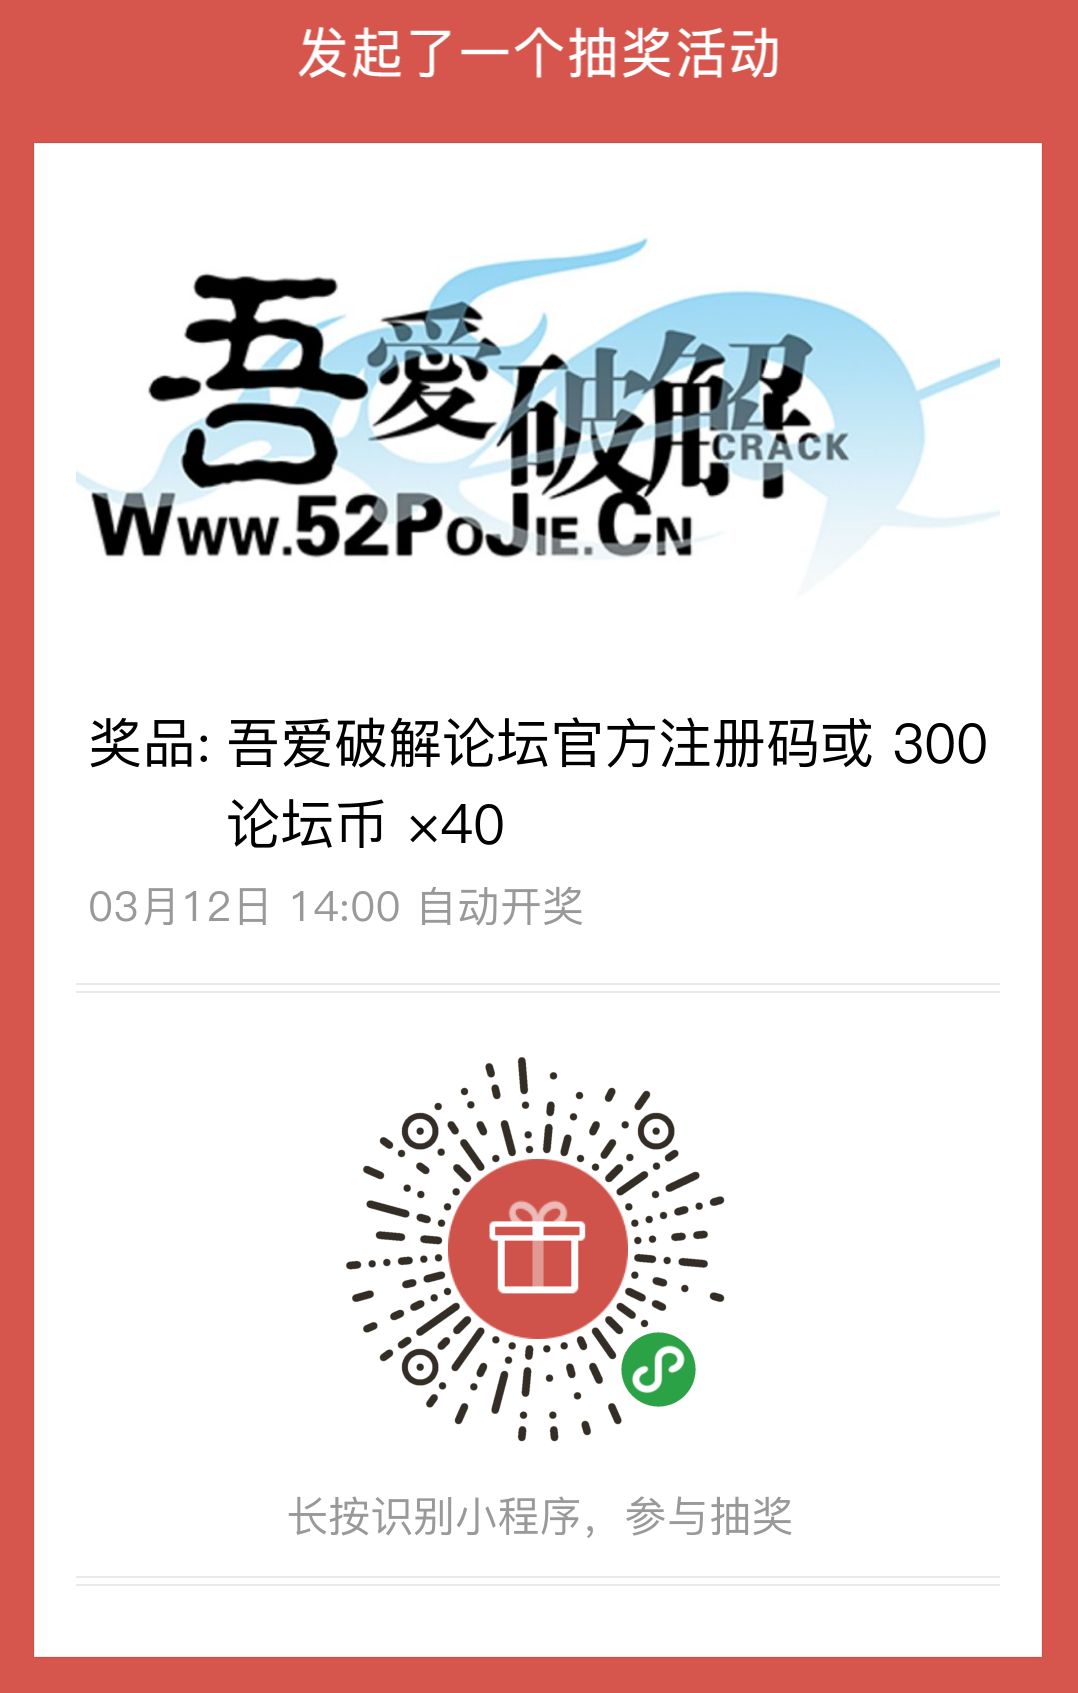 发起了一个抽奖活动
吾愛破解
CRACK
Www.52PoJie.Cn
奖品: 吾爱破解论坛官方注册码或 300
论坛币 ×40
03月12日 14:00 自动开奖
长按识别小程序，参与抽奖